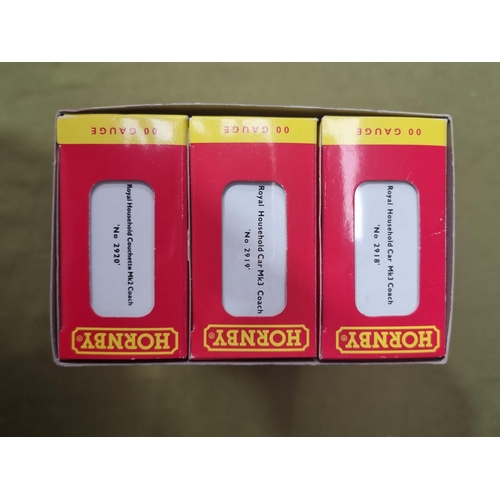 00 GAUGE
Royal Household Couchette Mk2 Coach
'No 2920'
HORNBY®
00 GAUGE
Royal Household Car Mk3 Coach
'No 2919'
HORNBY®
00 GAUGE
Royal Household Car Mk3 Coach
'No 2918'
HORNBY®